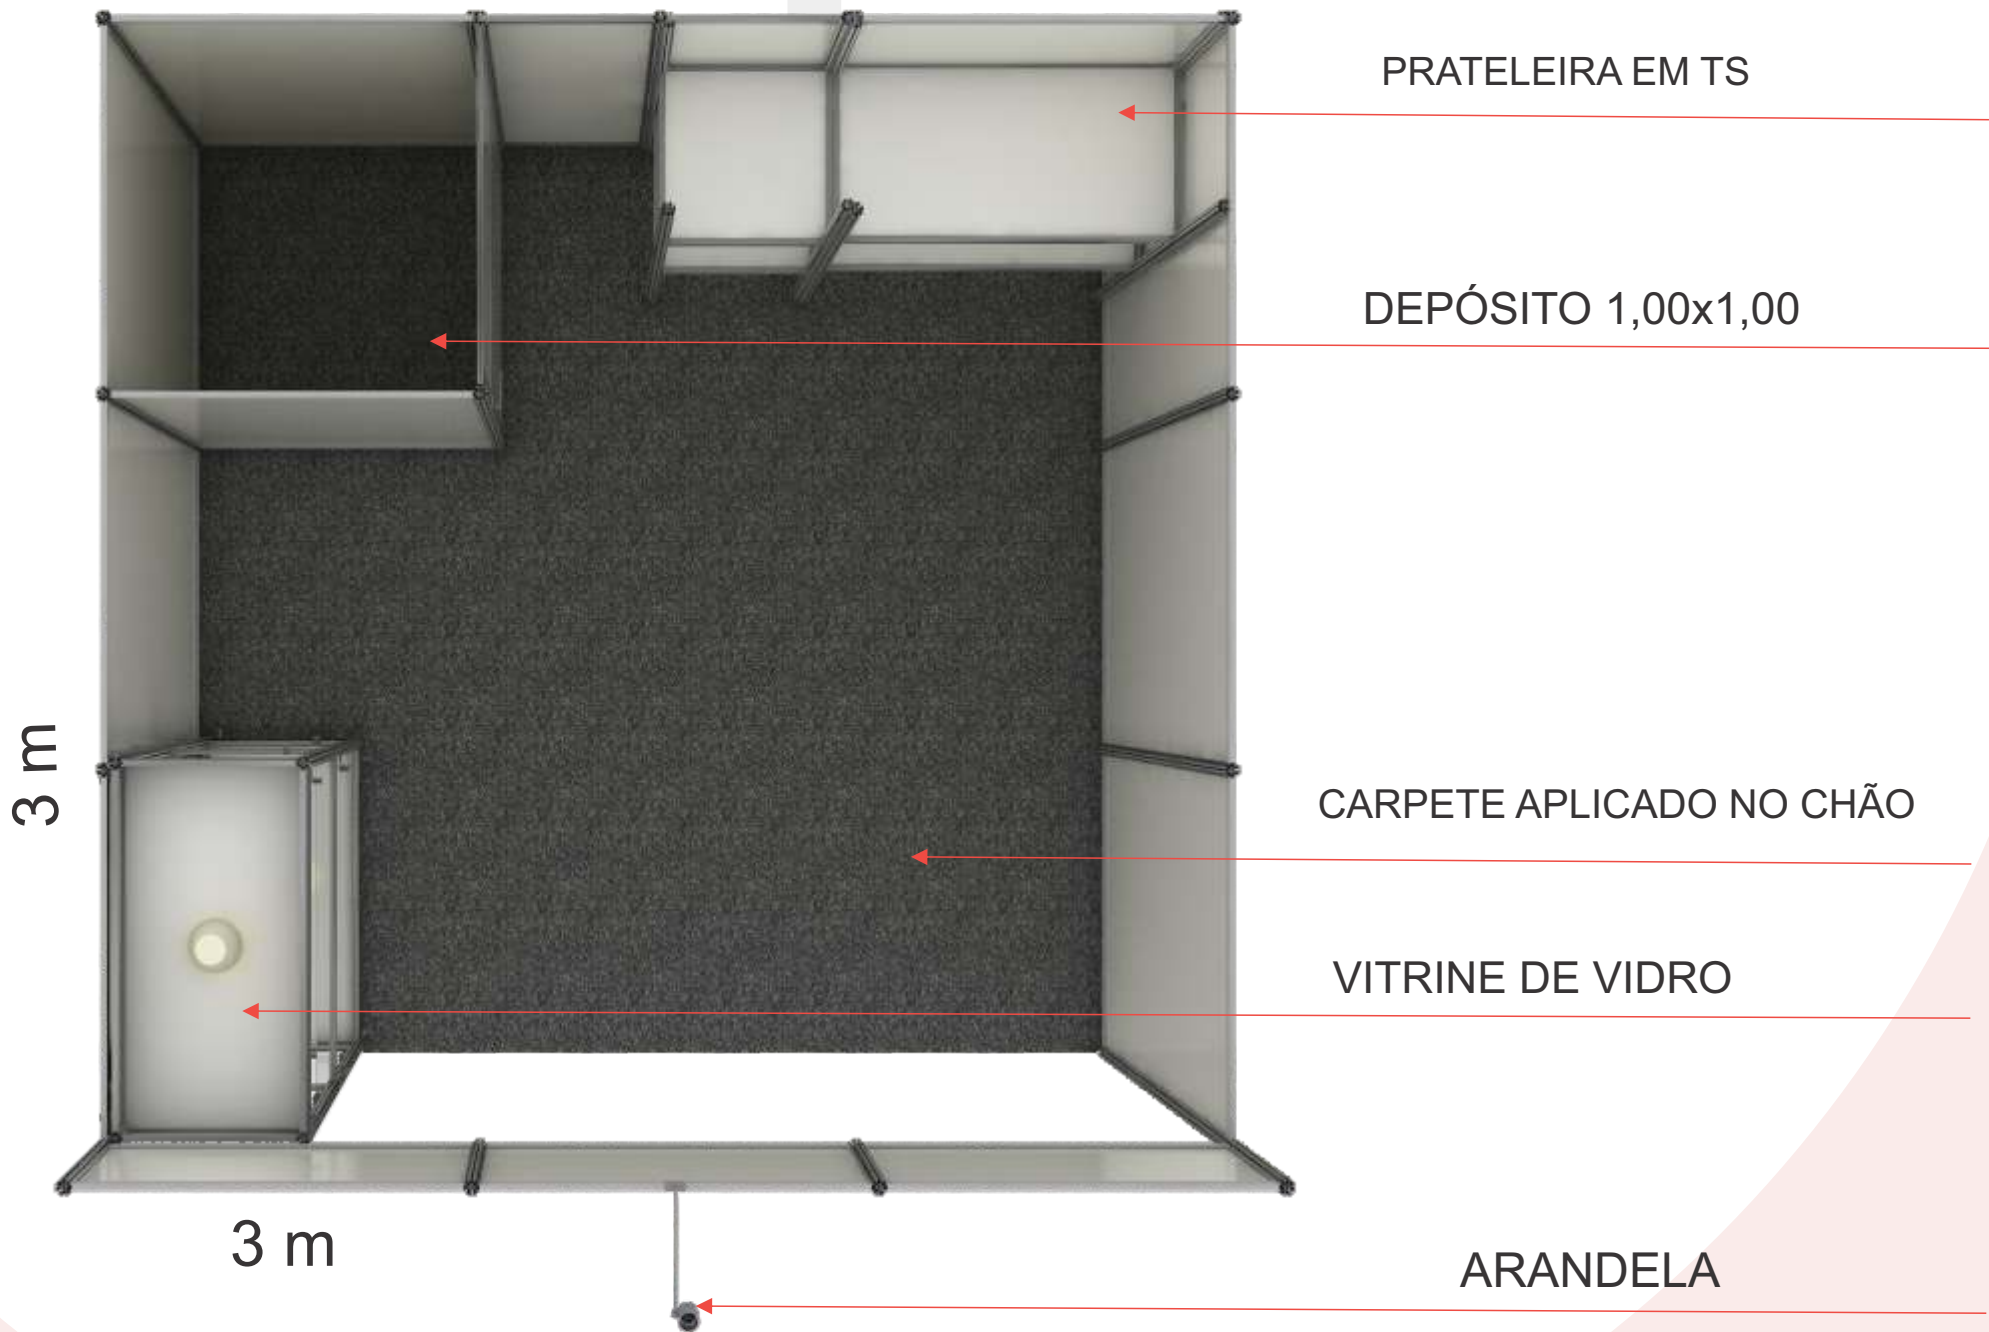 PRATELEIRA EM TS
DEPÓSITO 1,00x1,00
3 m
CARPETE APLICADO NO CHÃO
VITRINE DE VIDRO
3 m
ARANDELA